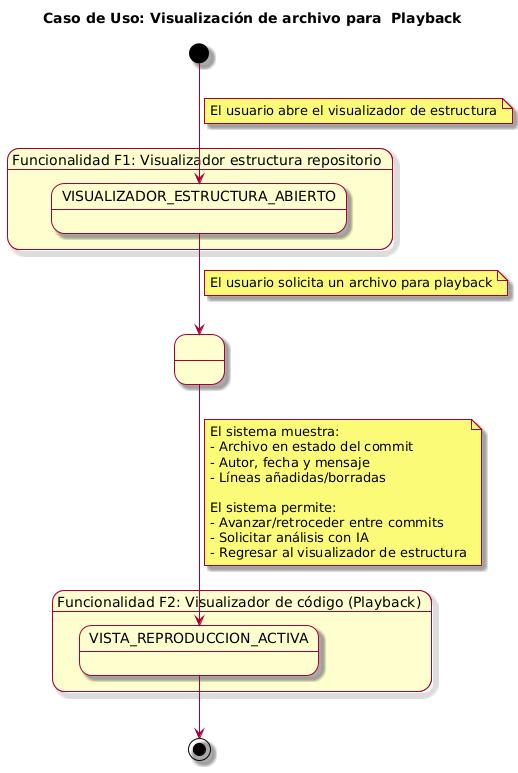 Caso de Uso: Visualización de archivo para  Playback
El usuario abre el visualizador de estructura
Funcionalidad F1: Visualizador estructura repositorio
VISUALIZADOR_ESTRUCTURA_ABIERTO
El usuario solicita un archivo para playback
El sistema muestra:
- Archivo en estado del commit
- Autor, fecha y mensaje
- Líneas añadidas/borradas
El sistema permite:
- Avanzar/retroceder entre commits
- Solicitar análisis con IA
- Regresar al visualizador de estructura
Funcionalidad F2: Visualizador de código (Playback)
VISTA_REPRODUCCION_ACTIVA